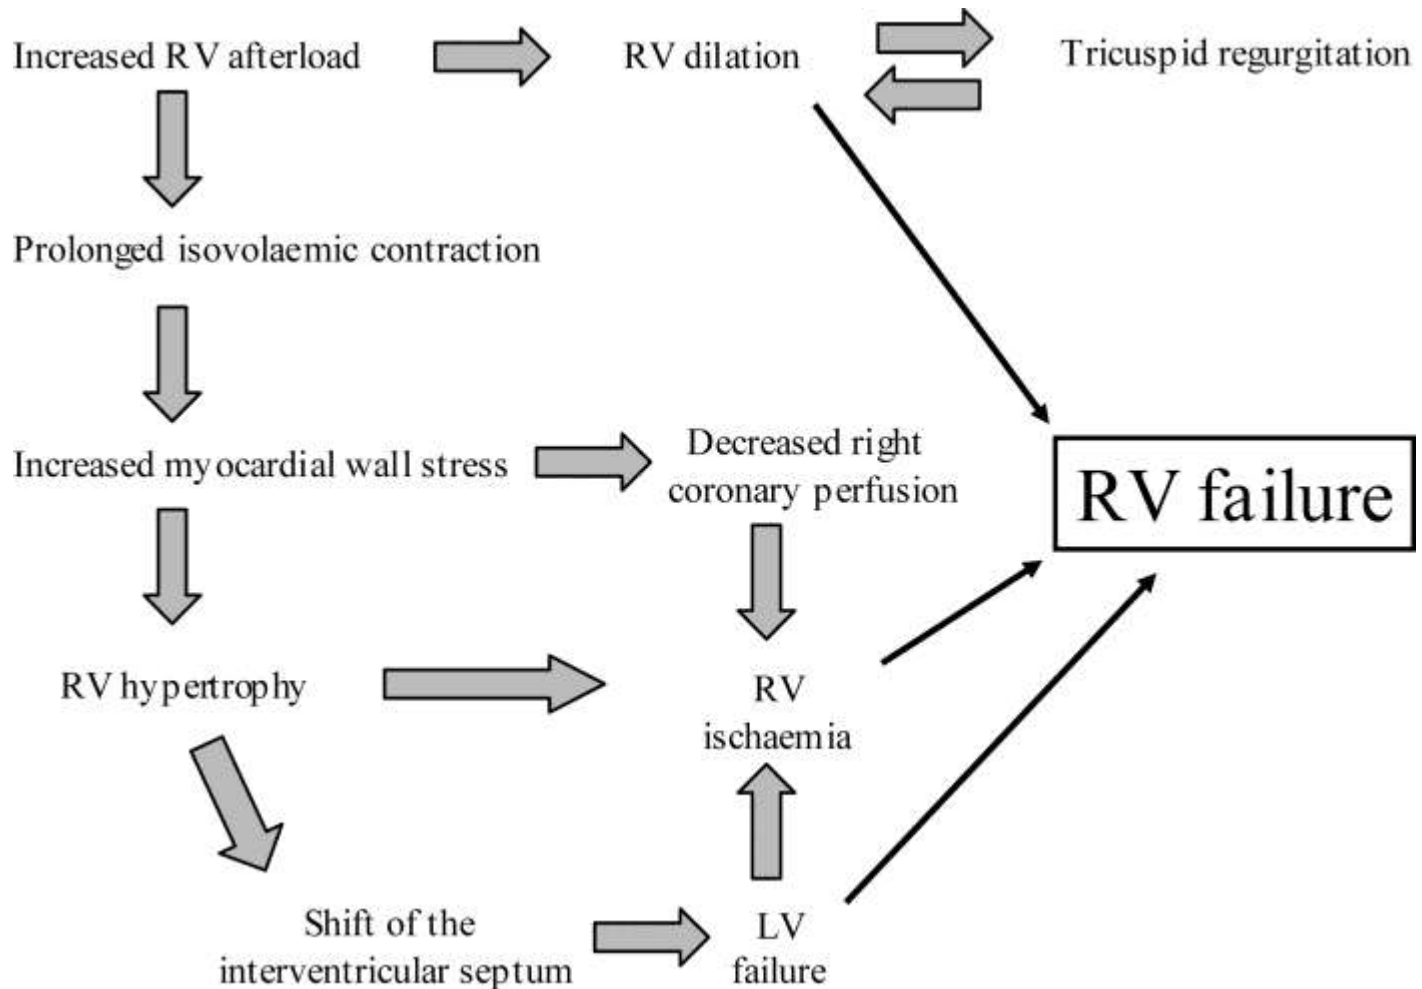 Increased RV afterload
RV dilation
Tricuspid regurgitation
Prolonged isovolaemic contraction
Increased myocardial wall stress
Decreased right
coronary perfusion
RV failure
RV hypertrophy
RV
ischaemia
Shift of the
interventricular septum
LV
failure